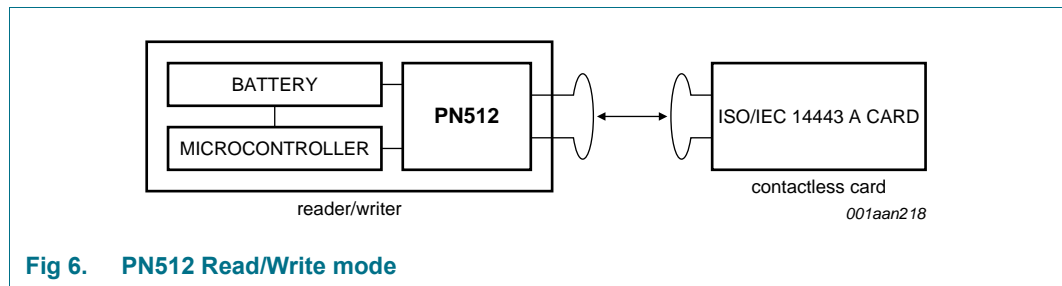 BATTERY
MICROCONTROLLER
PN512
ISO/IEC 14443 A CARD
reader/writer
contactless card
001aan218
Fig 6. PN512 Read/Write mode